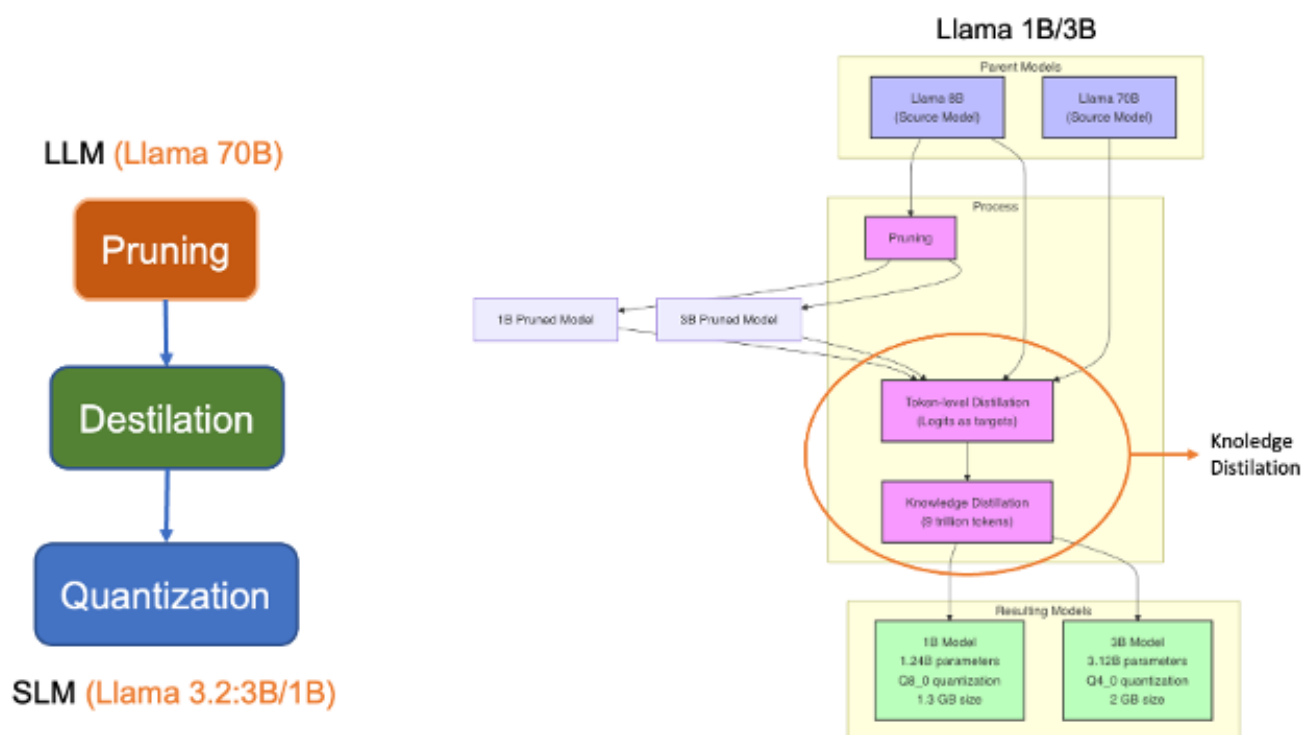 LLM (Llama 70B)
Pruning
Destilation
Quantization
SLM (Llama 3.2:3B/1B)
Llama 1B/3B
Parent Models
Llama 8B
(Source Model)
Llama 70B
(Source Model)
Process
Pruning
1B Pruned Model
3B Pruned Model
Token-level Distillation
(Logits as targets)
Knowledge Distillation
(9 trillion tokens)
Knoledge
Distilation
Resulting Models
1B Model
1.24B parameters
Q8_0 quantization
1.3 GB size
3B Model
3.12B parameters
Q4_0 quantization
2 GB size